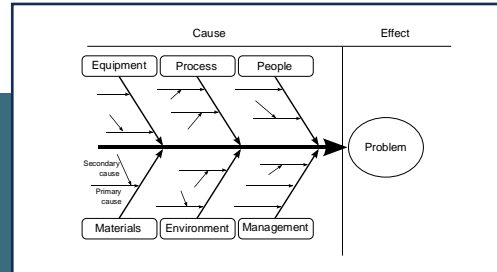 Cause Effect
Equipment Process People
Problem
Secondary
cause
Primary
cause
Materials Environment Management